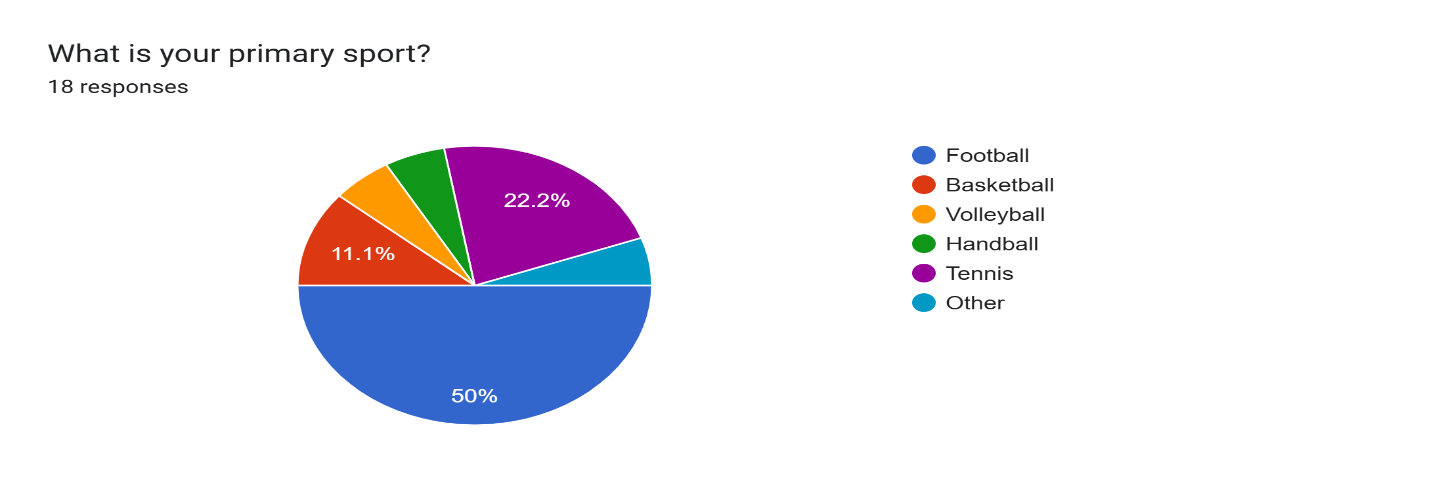 What is your primary sport?
18 responses
22.2%
11.1%
50%
Football
Basketball
Volleyball
Handball
Tennis
Other